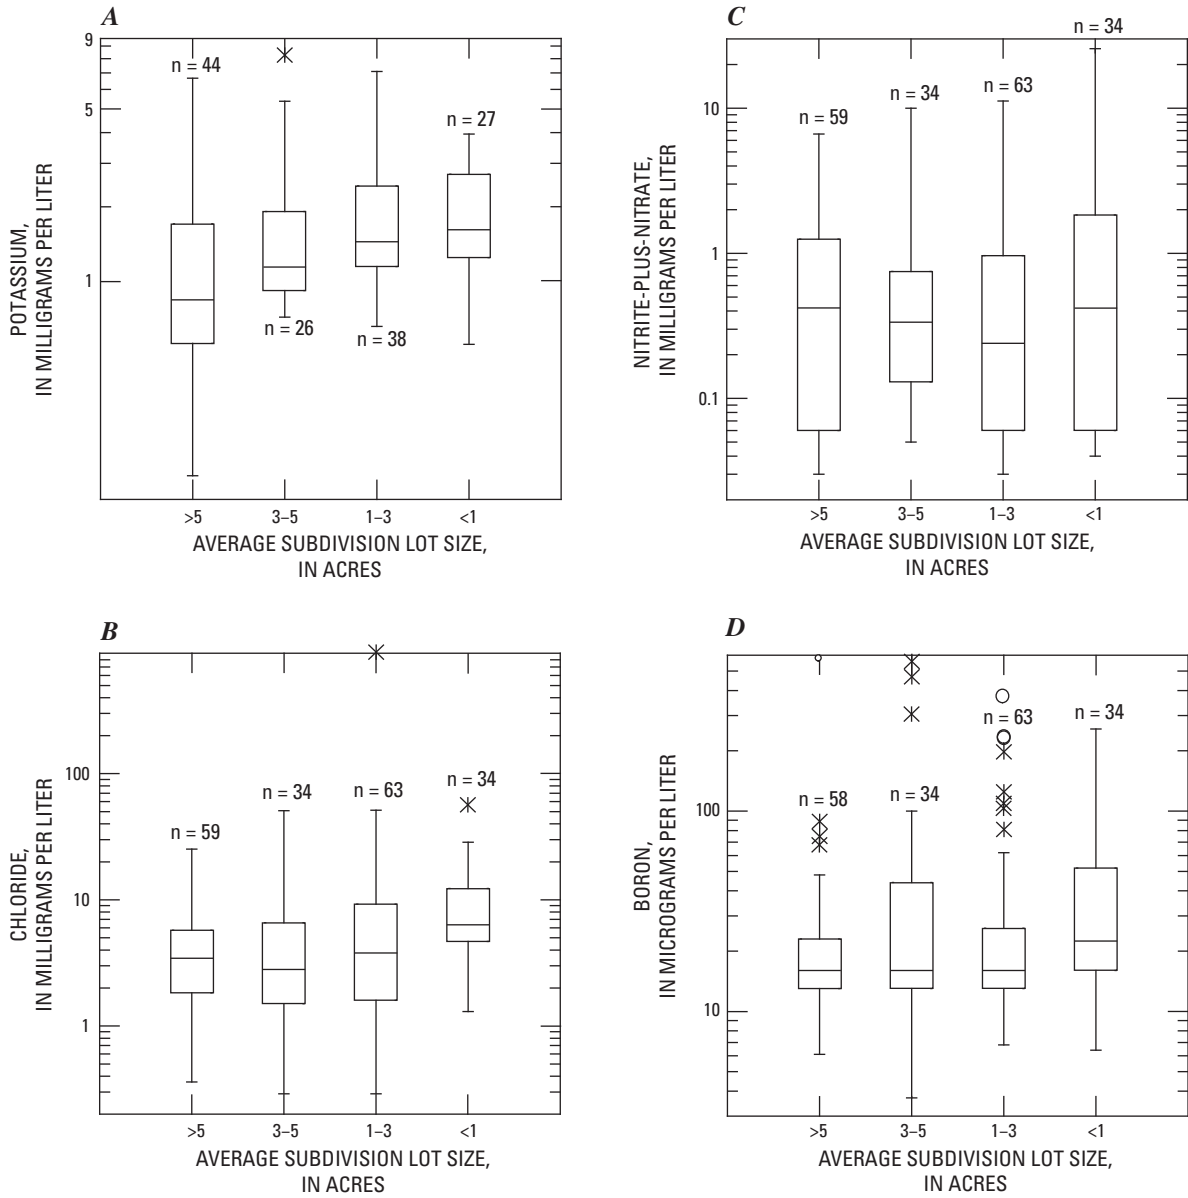 A
9
5
1
POTASSIUM,
IN MILLIGRAMS PER LITER
n = 44
n = 26
n = 38
n = 27
>5
3–5
1–3
<1
AVERAGE SUBDIVISION LOT SIZE,
IN ACRES
C
10
1
0.1
NITRITE-PLUS-NITRATE,
IN MILLIGRAMS PER LITER
n = 59
n = 34
n = 63
n = 34
>5
3–5
1–3
<1
AVERAGE SUBDIVISION LOT SIZE,
IN ACRES
B
100
10
1
CHLORIDE,
IN MILLIGRAMS PER LITER
n = 59
n = 34
n = 63
n = 34
>5
3–5
1–3
<1
AVERAGE SUBDIVISION LOT SIZE,
IN ACRES
D
100
10
BORON,
IN MICROGRAMS PER LITER
n = 58
n = 34
n = 63
n = 34
>5
3–5
1–3
<1
AVERAGE SUBDIVISION LOT SIZE,
IN ACRES